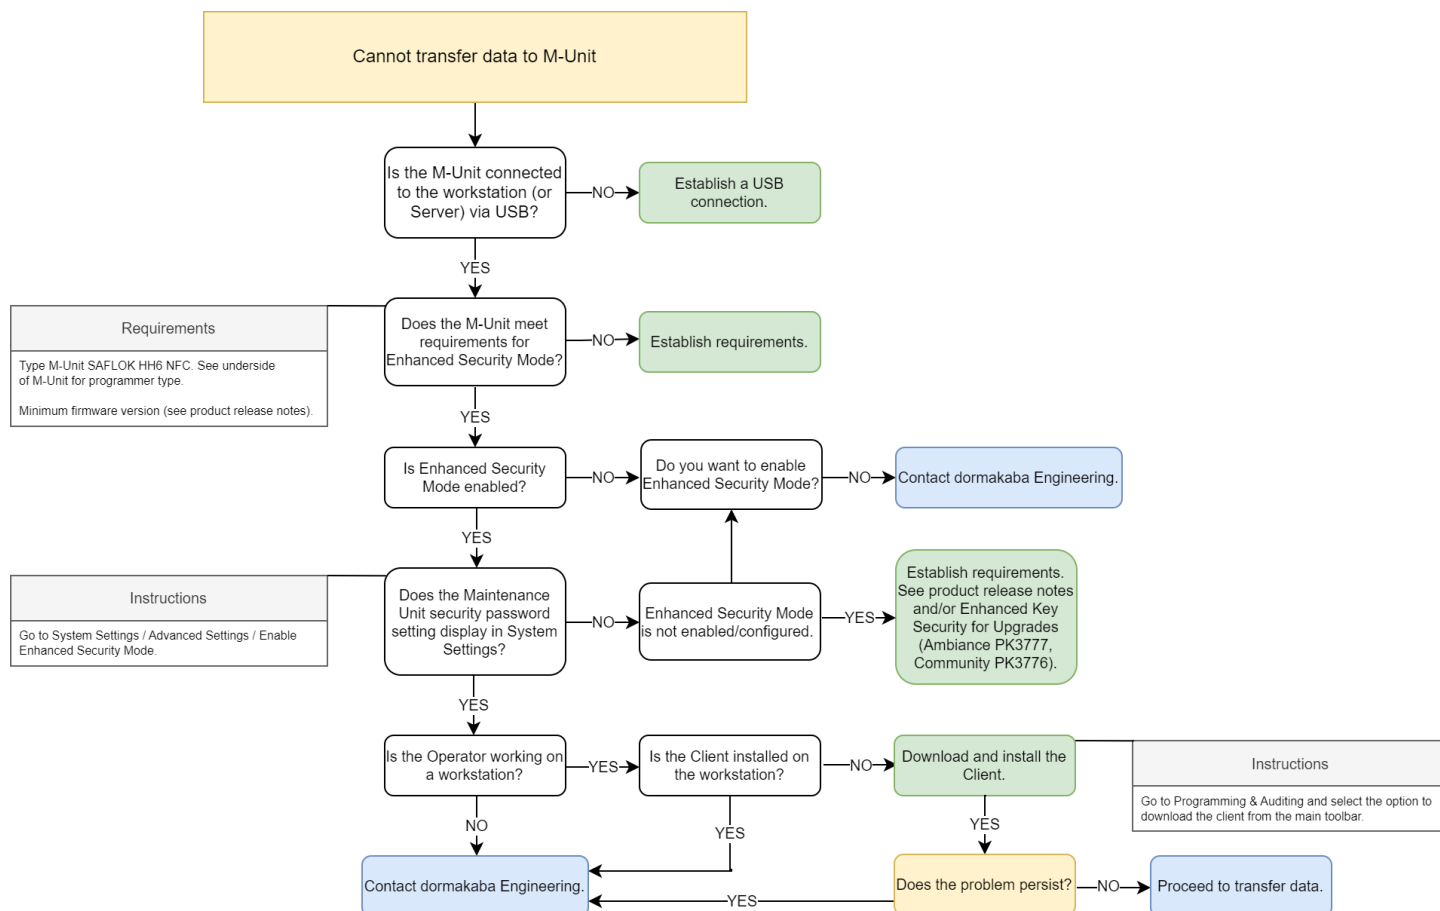 Cannot transfer data to M-Unit
Is the M-Unit connected
to the workstation (or
Server) via USB?
NO
Establish a USB
connection.
YES
Requirements
Type M-Unit SAFLOK HH6 NFC. See underside
of M-Unit for programmer type.
Minimum firmware version (see product release notes).
Does the M-Unit meet
requirements for
Enhanced Security Mode?
NO
Establish requirements.
YES
Is Enhanced Security
Mode enabled?
NO
Do you want to enable
Enhanced Security Mode?
NO
Contact dormakaba Engineering.
YES
Instructions
Go to System Settings / Advanced Settings / Enable
Enhanced Security Mode.
Does the Maintenance
Unit security password
setting display in System
Settings?
NO
Enhanced Security Mode
is not enabled/configured.
YES
Establish requirements.
See product release notes
and/or Enhanced Key
Security for Upgrades
(Ambiance PK3777,
Community PK3776).
YES
Is the Operator working on
a workstation?
YES
Is the Client installed on
the workstation?
NO
Download and install the
Client.
Instructions
Go to Programming & Auditing and select the option to
download the client from the main toolbar.
NO
YES
YES
Contact dormakaba Engineering.
YES
Does the problem persist?
NO
Proceed to transfer data.